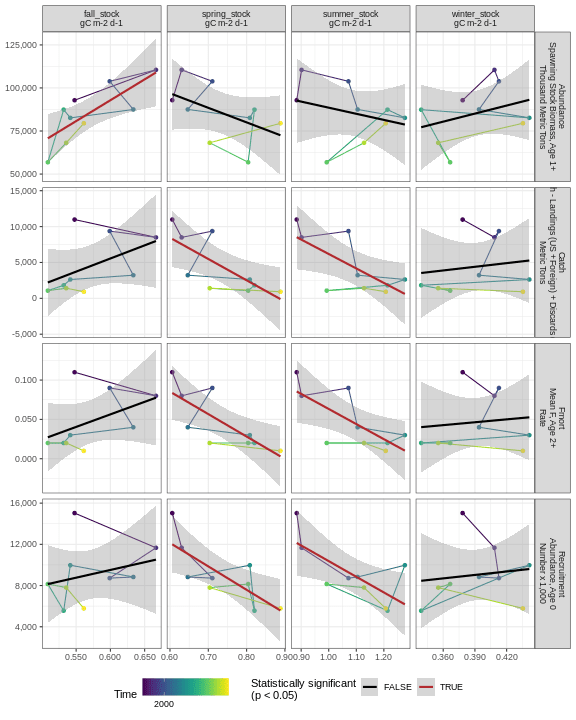 fall_stock
gC m-2 d-1
spring_stock
gC m-2 d-1
summer_stock
gC m-2 d-1
winter_stock
gC m-2 d-1
125,000
100,000
75,000
50,000
Abundance
Spawning Stock Biomass, Age 1+
Thousand Metric Tons
15,000
10,000
5,000
0
-5,000
Catch
h - Landings (US +Foreign) + Discards
Metric Tons
0.100
0.050
0.000
Fmort
Mean F, Age 2+
Rate
16,000
12,000
8,000
4,000
Recruitment
Abundance, Age 0
Number x 1,000
0.550 0.600 0.650 0.60 0.70 0.80 0.900 0.90 1.00 1.10 1.20 0.360 0.390 0.420
Time
2000
Statistically significant
(p < 0.05)
FALSE
TRUE